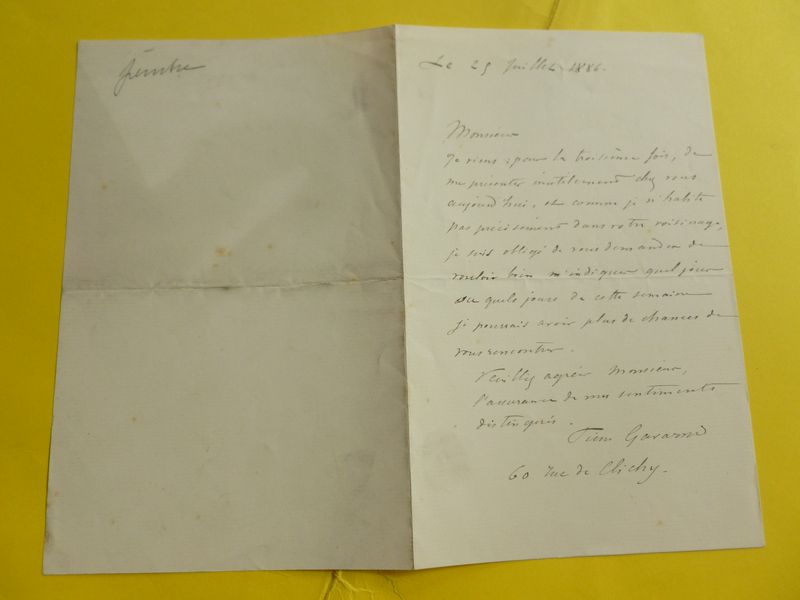 peintre
Le 25 Juillet 1886.
Monsieur
Je viens, pour la troisième fois, de
me présenter inutilement chez vous
aujourd'hui, et comme je n'habite
pas précisément dans votre voisinage,
je suis obligé de vous demander de
vouloir bien m'indiquer quel jour
ou quels jours de cette semaine
je pourrais avoir plus de chances de
vous rencontrer.
Veuillez agréer Monsieur,
l'assurance de mes sentiments
distingués.
Pierre Gavarni
60 rue de Clichy.